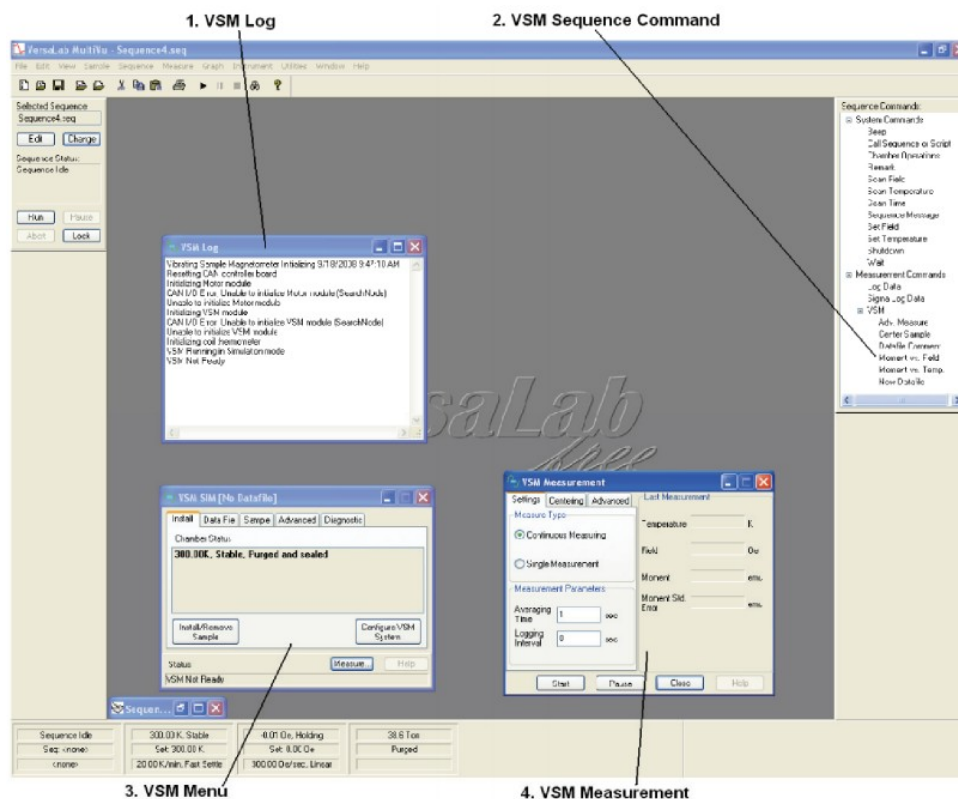 1. VSM Log
2. VSM Sequence Command
VersaLab MultiVu - Sequence4.seq
File Edit View Sample Sequence Measure Graph Instrument Utilities Window Help
Selected Sequence
Sequence4.seq
Edit Change
Sequence Status:
Sequence Idle
Run Pause
Abort Lock
VSM Log
Vibrating Sample Magnetometer Initializing 9/18/2008 9:47:10 AM
Resetting CAN controller board
Initializing Motor module
CAN I/O Error: Unable to initialize Motor module (SearchNode)
Unable to initialize Motor module
Initializing VSM module
CAN I/O Error: Unable to initialize VSM module (SearchNode)
Unable to initialize VSM module
Initializing coil thermometer
VSM Running in Simulation mode
VSM Not Ready
Sequence Commands:
System Commands
Beep
Call Sequence or Script
Chamber Operations
Remark
Scan Field
Scan Temperature
Scan Time
Sequence Message
Set Field
Set Temperature
Shutdown
Wait
Measurement Commands
Log Data
Sigma Log Data
VSM
Adv. Measure
Center Sample
Datafile Comment
Moment vs. Field
Moment vs. Temp.
New Datafile
saLab
free
VSM SIM [No Datafile]
Install Data File Sample Advanced Diagnostic
Chamber Status
300.00K, Stable, Purged and sealed
Install/Remove
Sample
Configure VSM
System
Status
Measure... Help
VSM Not Ready
VSM Measurement
Settings Centering Advanced
Measure Type
Continuous Measuring
Single Measurement
Measurement Parameters
Averaging
Time 1 sec
Logging
Interval 0 sec
Last Measurement
Temperature K
Field Oe
Moment emu
Moment Std.
Error emu
Start Pause Close Help
Sequen...
Sequence Idle
Seq: <none>
<none>
300.00 K, Stable
Set: 300.00 K
20.00 K/min, Fast Settle
-0.01 Oe, Holding
Set: 0.00 Oe
300.00 Oe/sec, Linear
38.6 Torr
Purged
3. VSM Menu
4. VSM Measurement